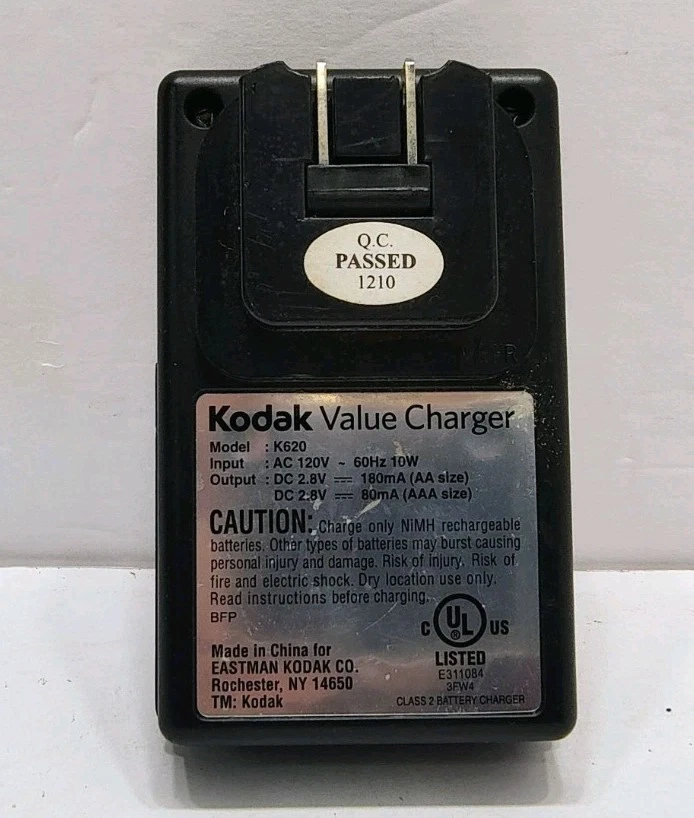 Q.C.
PASSED
1210
Kodak Value Charger
Model : K620
Input : AC 120V ~ 60Hz 10W
Output : DC 2.8V ⎓ 180mA (AA size)
DC 2.8V ⎓ 80mA (AAA size)
CAUTION: Charge only NiMH rechargeable
batteries. Other types of batteries may burst causing
personal injury and damage. Risk of injury. Risk of
fire and electric shock. Dry location use only.
Read instructions before charging.
BFP
C UL ® US
LISTED
E311084
3FW4
CLASS 2 BATTERY CHARGER
Made in China for
EASTMAN KODAK CO.
Rochester, NY 14650
TM: Kodak